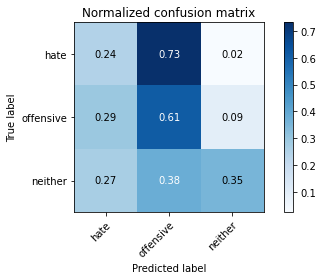 Normalized confusion matrix
True label
hate 0.24 0.73 0.02
offensive 0.29 0.61 0.09
neither 0.27 0.38 0.35
hate offensive neither
Predicted label
0.7
0.6
0.5
0.4
0.3
0.2
0.1